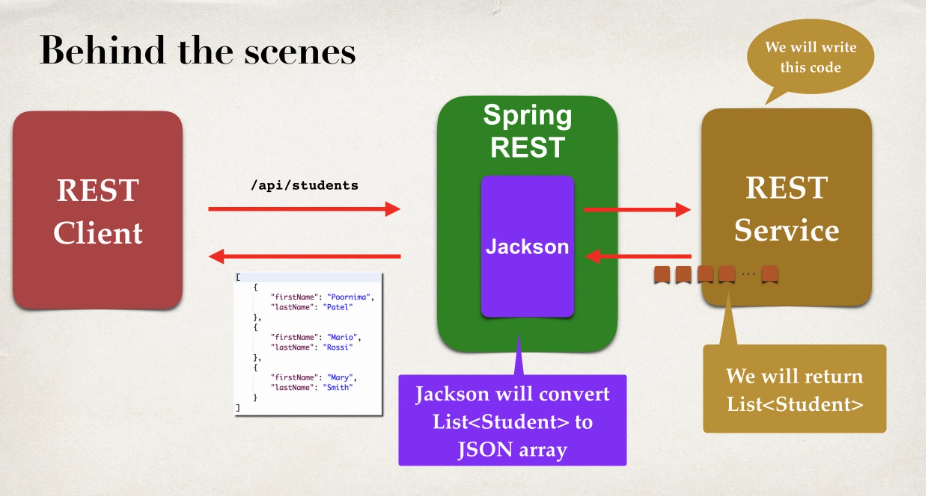 Behind the scenes
We will write
this code
REST
Client
/api/students
Spring
REST
Jackson
REST
Service
...
[
{
"firstName": "Poornima",
"lastName": "Patel"
},
{
"firstName": "Mario",
"lastName": "Rossi"
},
{
"firstName": "Mary",
"lastName": "Smith"
}
]
Jackson will convert
List<Student> to
JSON array
We will return
List<Student>